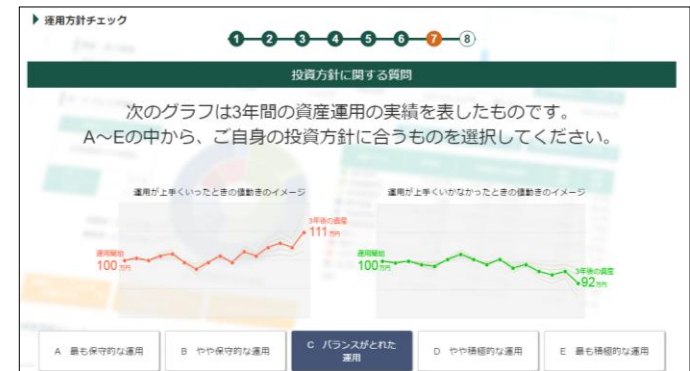 運用方針チェック
1 2 3 4 5 6 7 8
投資方針に関する質問
次のグラフは3年間の資産運用の実績を表したものです。
A~Eの中から、ご自身の投資方針に合うものを選択してください。
運用が上手くいったときの値動きのイメージ
3年後の資産
111万円
運用開始
100万円
運用が上手くいかなかったときの値動きのイメージ
運用開始
100万円
3年後の資産
92万円
A 最も保守的な運用
B やや保守的な運用
C バランスがとれた
運用
D やや積極的な運用
E 最も積極的な運用